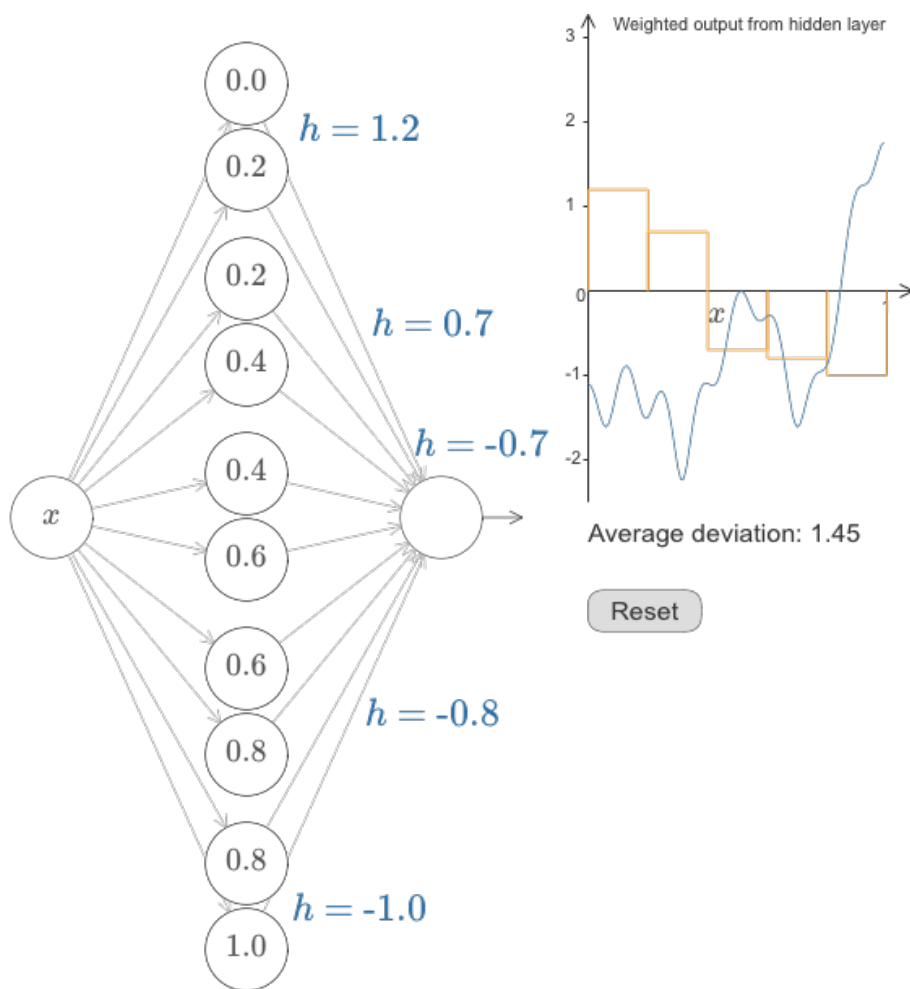 0.0
h = 1.2
0.2
0.2
h = 0.7
0.4
h = -0.7
0.4
x
0.6
0.6
h = -0.8
0.8
0.8
h = -1.0
1.0
Weighted output from hidden layer
3
2
1
0
x
-1
-2
Average deviation: 1.45
Reset